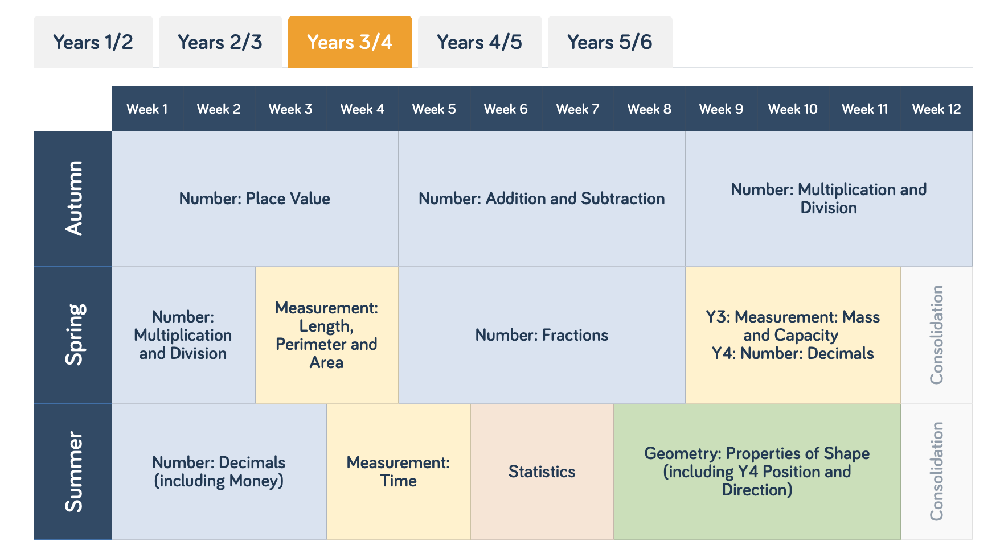 Years 1/2
Years 2/3
Years 3/4
Years 4/5
Years 5/6
Week 1
Week 2
Week 3
Week 4
Week 5
Week 6
Week 7
Week 8
Week 9
Week 10
Week 11
Week 12
Autumn
Number: Place Value
Number: Addition and Subtraction
Number: Multiplication and
Division
Spring
Number:
Multiplication
and Division
Measurement:
Length,
Perimeter and
Area
Number: Fractions
Y3: Measurement: Mass
and Capacity
Y4: Number: Decimals
Consolidation
Summer
Number: Decimals
(including Money)
Measurement:
Time
Statistics
Geometry: Properties of Shape
(including Y4 Position and
Direction)
Consolidation